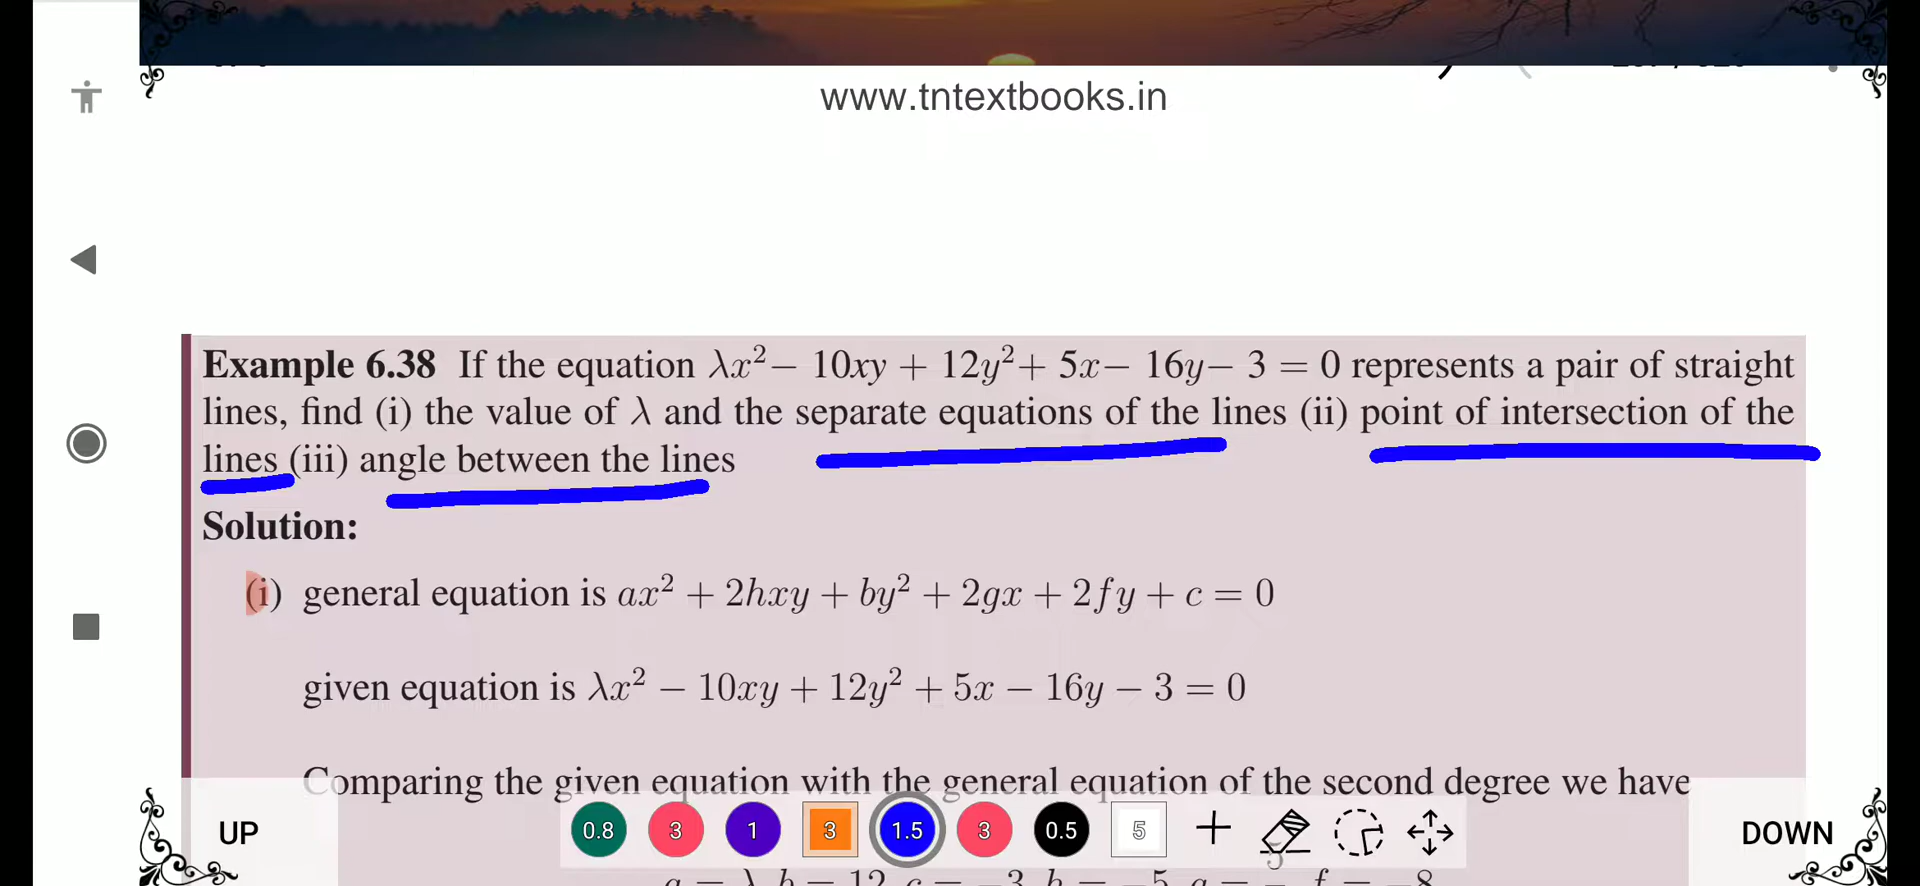 www.tntextbooks.in
Example 6.38 If the equation λx² − 10xy + 12y² + 5x − 16y − 3 = 0 represents a pair of straight
lines, find (i) the value of λ and the separate equations of the lines (ii) point of intersection of the
lines (iii) angle between the lines
Solution:
(i) general equation is ax² + 2hxy + by² + 2gx + 2fy + c = 0
given equation is λx² − 10xy + 12y² + 5x − 16y − 3 = 0
Comparing the given equation with the general equation of the second degree we have
UP 0.8 3 1 3 1.5 3 0.5 5 DOWN
5